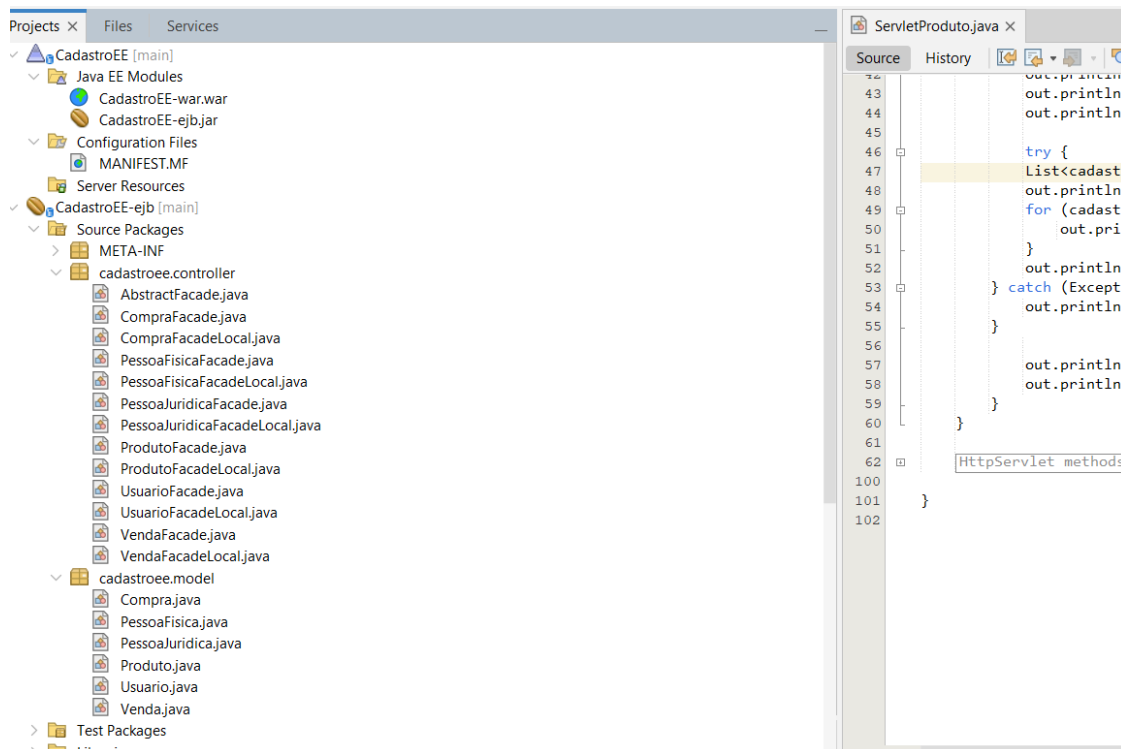 Projects × Files Services
CadastroEE [main]
Java EE Modules
CadastroEE-war.war
CadastroEE-ejb.jar
Configuration Files
MANIFEST.MF
Server Resources
CadastroEE-ejb [main]
Source Packages
META-INF
cadastroee.controller
AbstractFacade.java
CompraFacade.java
CompraFacadeLocal.java
PessoaFisicaFacade.java
PessoaFisicaFacadeLocal.java
PessoaJuridicaFacade.java
PessoaJuridicaFacadeLocal.java
ProdutoFacade.java
ProdutoFacadeLocal.java
UsuarioFacade.java
UsuarioFacadeLocal.java
VendaFacade.java
VendaFacadeLocal.java
cadastroee.model
Compra.java
PessoaFisica.java
PessoaJuridica.java
Produto.java
Usuario.java
Venda.java
Test Packages
ServletProduto.java ×
Source History
42 out.println
43 out.println
44 out.println
45
46 try {
47 List<cadast
48 out.println
49 for (cadast
50 out.pri
51 }
52 out.println
53 } catch (Except
54 out.println
55 }
56
57 out.println
58 out.println
59 }
60 }
61
62 HttpServlet methods
100
101 }
102